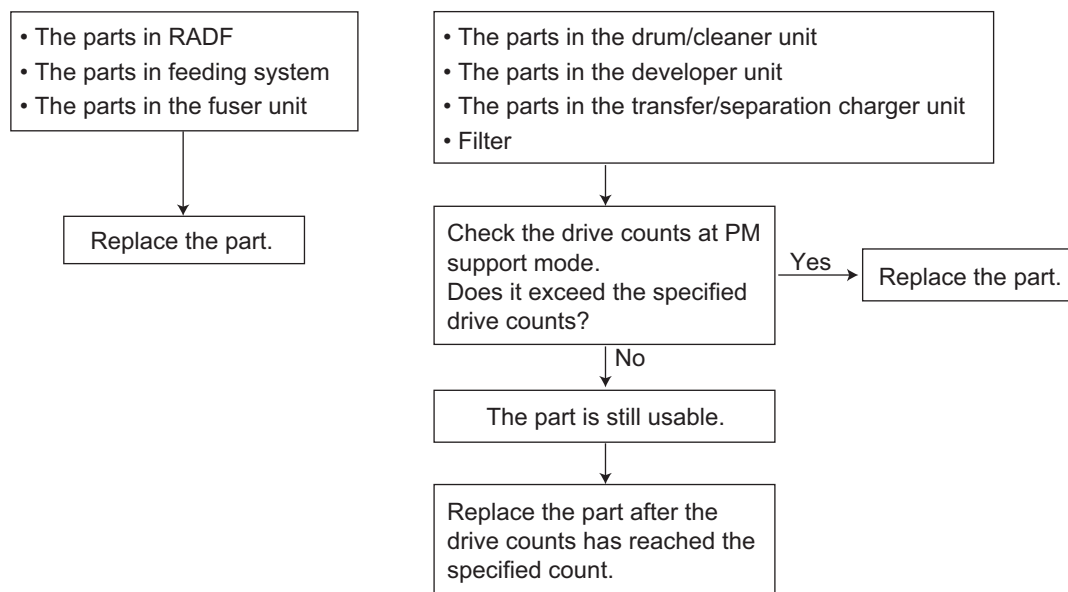 • The parts in RADF
• The parts in feeding system
• The parts in the fuser unit
Replace the part.
• The parts in the drum/cleaner unit
• The parts in the developer unit
• The parts in the transfer/separation charger unit
• Filter
Check the drive counts at PM
support mode.
Does it exceed the specified
drive counts?
Yes
Replace the part.
No
The part is still usable.
Replace the part after the
drive counts has reached the
specified count.